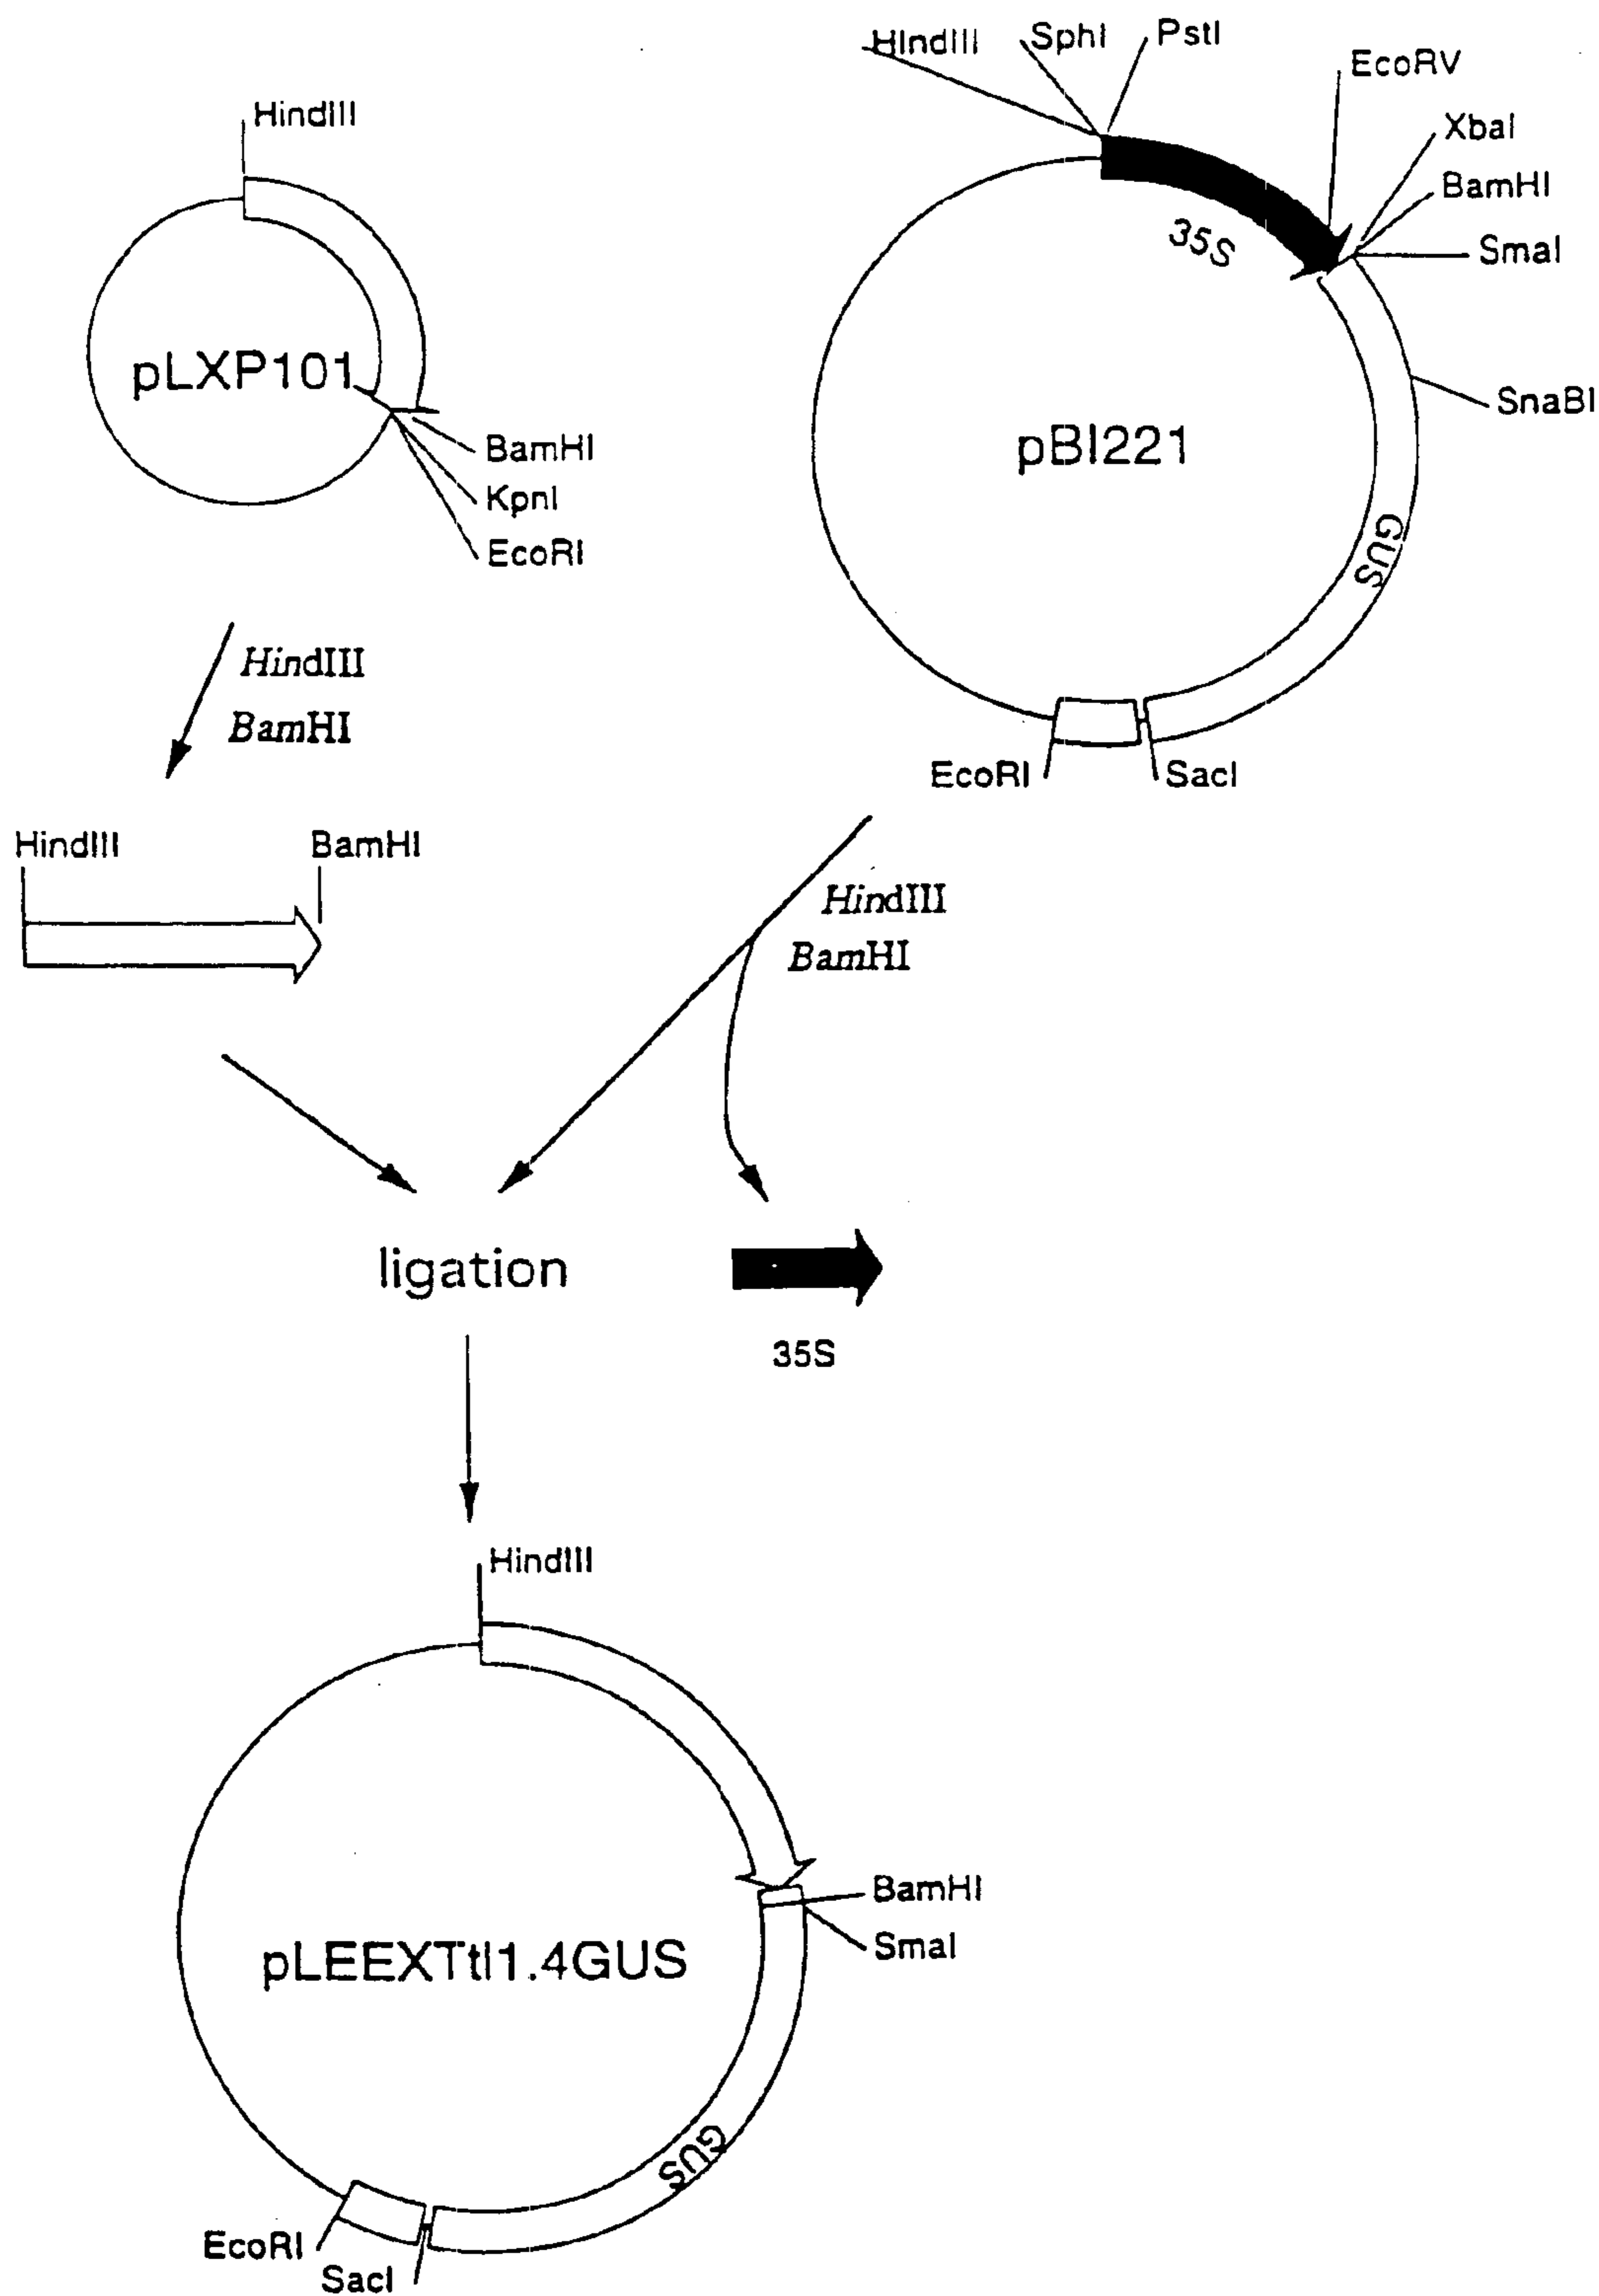 HindIII
pLXP101
BamHI
KpnI
EcoRI
HindIII
SphI
PstI
EcoRV
XbaI
BamHI
SmaI
35S
SnaBI
pBI221
GUS
EcoRI
SacI
HindIII
BamHI
HindIII
BamHI
HindIII
BamHI
ligation
35S
HindIII
BamHI
SmaI
pLEEXTtI1.4GUS
GUS
EcoRI
SacI